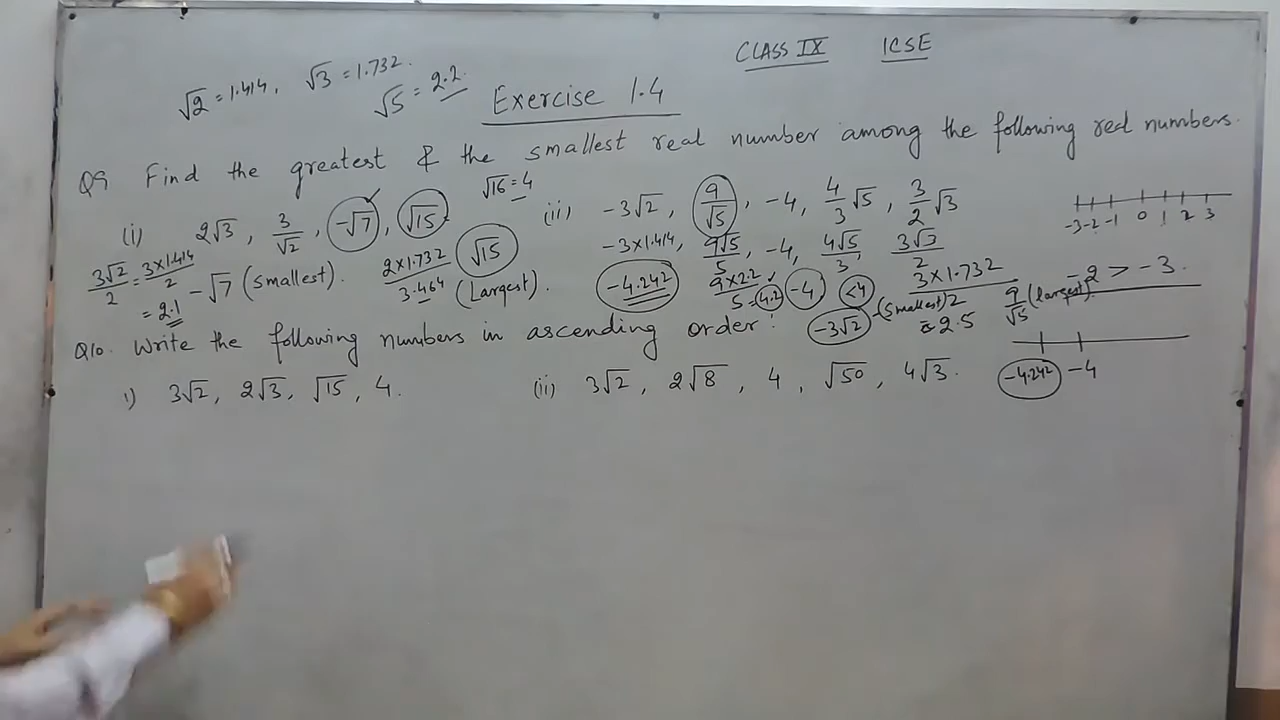 CLASS IX ICSE
√2 = 1.414, √3 = 1.732.
√5 = 2.2
Exercise 1.4
Q9 Find the greatest & the smallest real number among the following real numbers.
√16 = 4
(i) 2√3, 3/√2, -√7, √15
(ii) -3√2, 9/√5, -4, 4/3 √5, 3/2 √3
-3 -2 -1 0 1 2 3
3√2/2 = 3×1.414/2 = 2.1
-√7 (smallest).
2×1.732
3.464
√15 (Largest).
-3×1.414, 9√5/5, -4, 4√5/3, 3√3/2
-4.242
9×2.2/5 = 4.2
-4
<4
3×1.732/2 = 2.5
-3√2 - (smallest)
9/√5 (largest).
-2 > -3.
Q10. Write the following numbers in ascending order:
i) 3√2, 2√3, √15, 4.
(ii) 3√2, 2√8, 4, √50, 4√3.
-4.242 -4